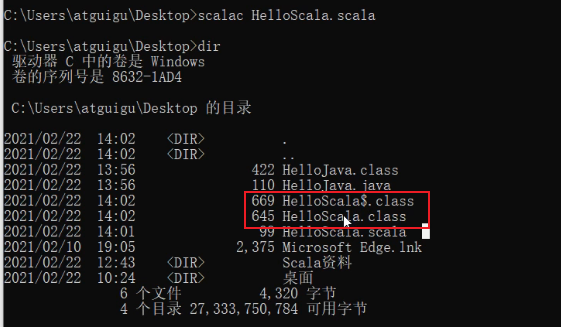 C:\Users\atguigu\Desktop>scalac HelloScala.scala
C:\Users\atguigu\Desktop>dir
驱动器 C 中的卷是 Windows
卷的序列号是 8632-1AD4
C:\Users\atguigu\Desktop 的目录
2021/02/22  14:02    <DIR>          .
2021/02/22  14:02    <DIR>          ..
2021/02/22  13:56               422 HelloJava.class
2021/02/22  13:56               110 HelloJava.java
2021/02/22  14:02               669 HelloScala$.class
2021/02/22  14:02               645 HelloScala.class
2021/02/22  14:01                99 HelloScala.scala
2021/02/10  19:05             2,375 Microsoft Edge.lnk
2021/02/22  12:43    <DIR>          Scala资料
2021/02/22  10:24    <DIR>          桌面
6 个文件          4,320 字节
4 个目录 27,333,750,784 可用字节